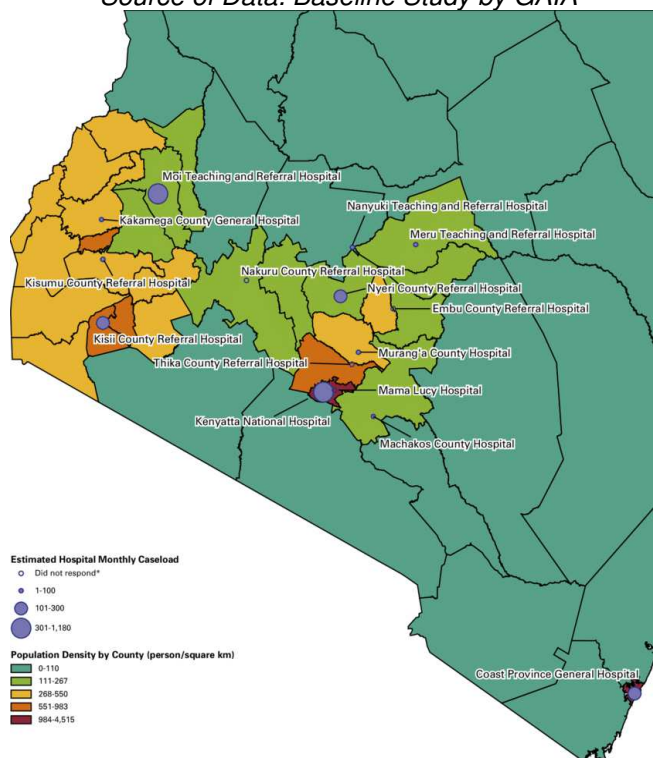 Source of Data: Baseline Study by GAIA
Moi Teaching and Referral Hospital
Nanyuki Teaching and Referral Hospital
Kakamega County General Hospital
Meru Teaching and Referral Hospital
Nakuru County Referral Hospital
Kisumu County Referral Hospital
Nyeri County Referral Hospital
Embu County Referral Hospital
Kisii County Referral Hospital
Murang'a County Hospital
Thika County Referral Hospital
Mama Lucy Hospital
Kenyatta National Hospital
Machakos County Hospital
Estimated Hospital Monthly Caseload
Did not respond*
1-100
101-300
301-1,180
Population Density by County (person/square km)
0-110
111-267
268-550
551-983
984-4,515
Coast Province General Hospital